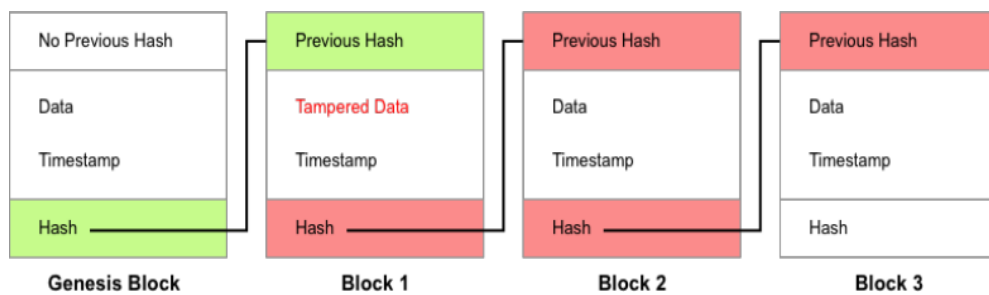 No Previous Hash
Data
Timestamp
Hash
Genesis Block
Previous Hash
Tampered Data
Timestamp
Hash
Block 1
Previous Hash
Data
Timestamp
Hash
Block 2
Previous Hash
Data
Timestamp
Hash
Block 3